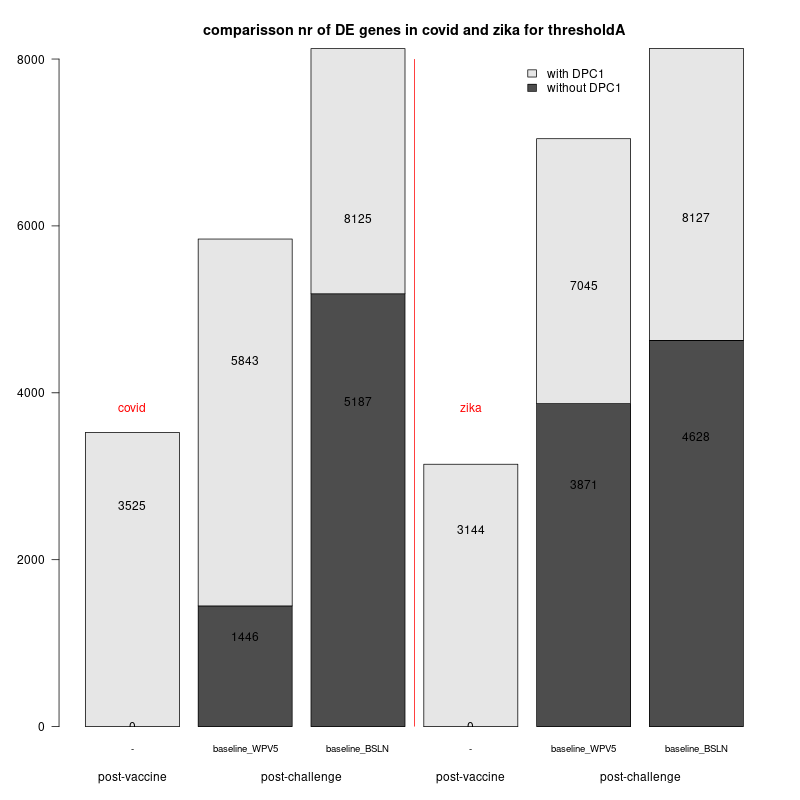 comparisson nr of DE genes in covid and zika for thresholdA
8000
with DPC1
without DPC1
8125
8127
6000
7045
5843
4000
covid
zika
5187
4628
3525
3871
3144
2000
1446
0
0
0
-
baseline_WPV5
baseline_BSLN
-
baseline_WPV5
baseline_BSLN
post-vaccine
post-challenge
post-vaccine
post-challenge